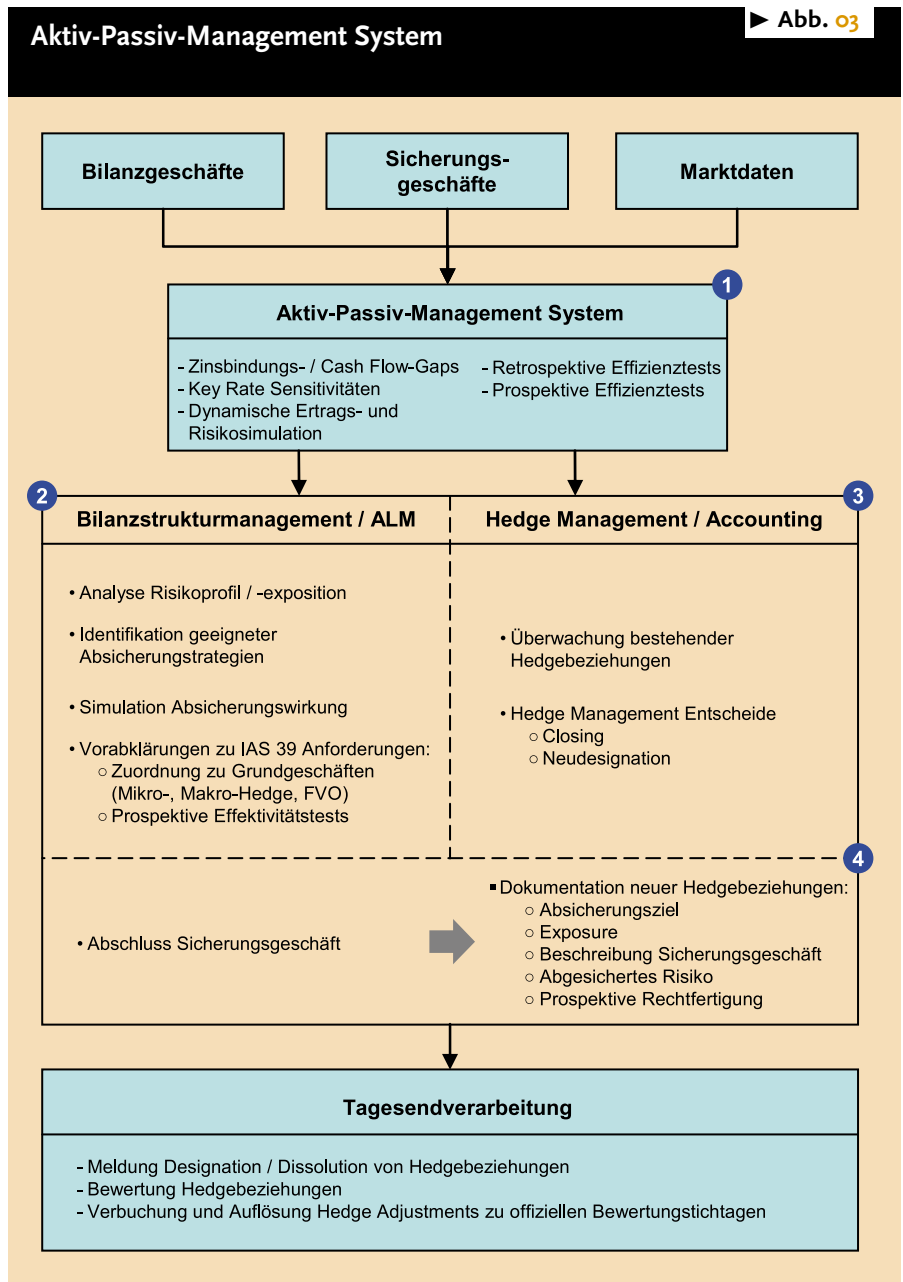 Aktiv-Passiv-Management System
► Abb. 03
Bilanzgeschäfte
Sicherungs-
geschäfte
Marktdaten
1
Aktiv-Passiv-Management System
- Zinsbindungs- / Cash Flow-Gaps
- Key Rate Sensitivitäten
- Dynamische Ertrags- und
Risikosimulation
- Retrospektive Effizienztests
- Prospektive Effizienztests
2
Bilanzstrukturmanagement / ALM
• Analyse Risikoprofil / -exposition
• Identifikation geeigneter
Absicherungstrategien
• Simulation Absicherungswirkung
• Vorabklärungen zu IAS 39 Anforderungen:
○ Zuordnung zu Grundgeschäften
(Mikro-, Makro-Hedge, FVO)
○ Prospektive Effektivitätstests
3
Hedge Management / Accounting
• Überwachung bestehender
Hedgebeziehungen
• Hedge Management Entscheide
○ Closing
○ Neudesignation
4
• Abschluss Sicherungsgeschäft
▪ Dokumentation neuer Hedgebeziehungen:
○ Absicherungsziel
○ Exposure
○ Beschreibung Sicherungsgeschäft
○ Abgesichertes Risiko
○ Prospektive Rechtfertigung
Tagesendverarbeitung
- Meldung Designation / Dissolution von Hedgebeziehungen
- Bewertung Hedgebeziehungen
- Verbuchung und Auflösung Hedge Adjustments zu offiziellen Bewertungstichtagen